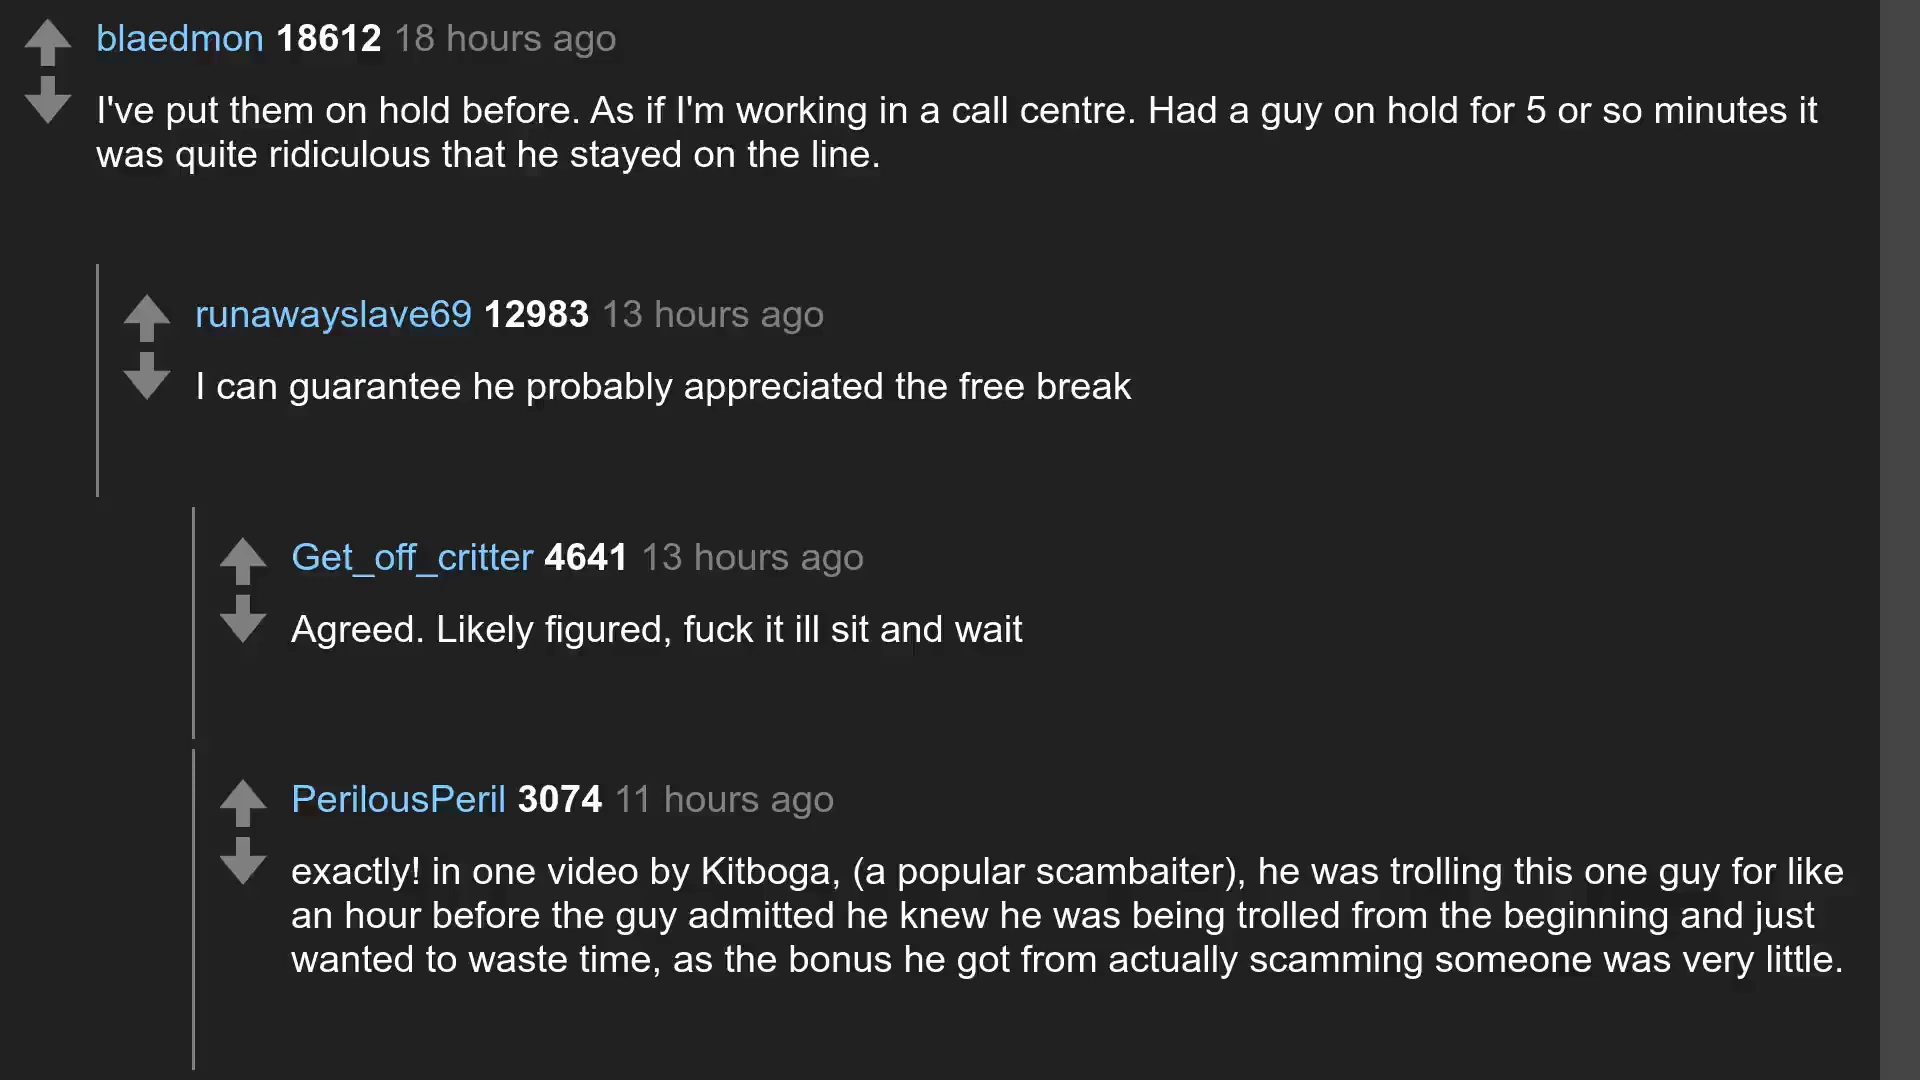 blaedmon 18612 18 hours ago
I've put them on hold before. As if I'm working in a call centre. Had a guy on hold for 5 or so minutes it
was quite ridiculous that he stayed on the line.
runawayslave69 12983 13 hours ago
I can guarantee he probably appreciated the free break
Get_off_critter 4641 13 hours ago
Agreed. Likely figured, fuck it ill sit and wait
PerilousPeril 3074 11 hours ago
exactly! in one video by Kitboga, (a popular scambaiter), he was trolling this one guy for like
an hour before the guy admitted he knew he was being trolled from the beginning and just
wanted to waste time, as the bonus he got from actually scamming someone was very little.